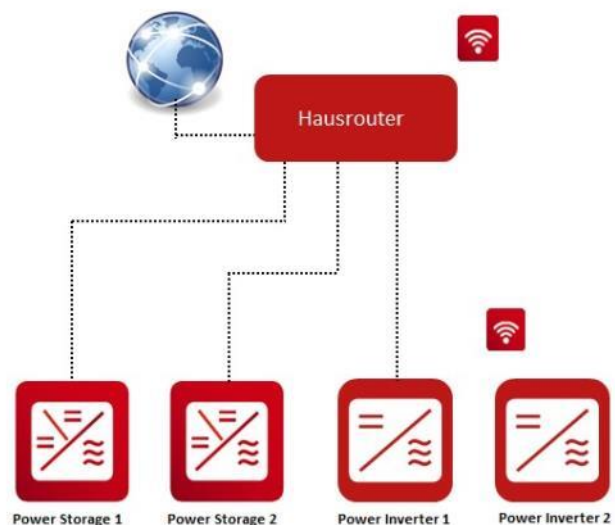 Hausrouter
Power Storage 1
Power Storage 2
Power Inverter 1
Power Inverter 2